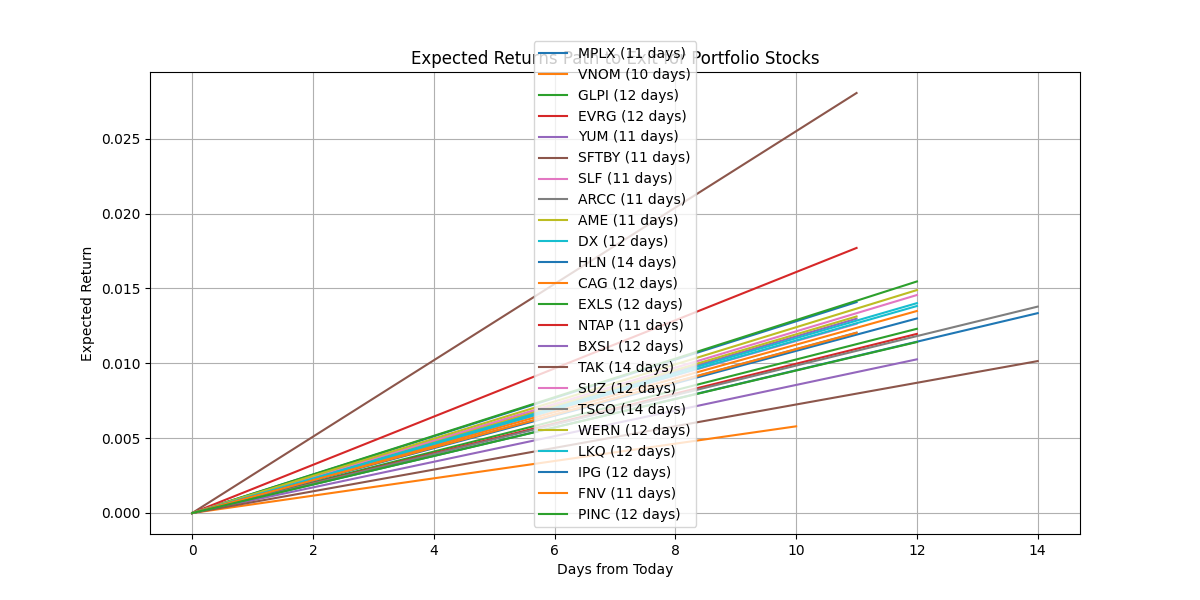 Expected Returns Path to Exit for Portfolio Stocks
MPLX (11 days)
VNOM (10 days)
GLPI (12 days)
EVRG (12 days)
YUM (11 days)
SFTBY (11 days)
SLF (11 days)
ARCC (11 days)
AME (11 days)
DX (12 days)
HLN (14 days)
CAG (12 days)
EXLS (12 days)
NTAP (11 days)
BXSL (12 days)
TAK (14 days)
SUZ (12 days)
TSCO (14 days)
WERN (12 days)
LKQ (12 days)
IPG (12 days)
FNV (11 days)
PINC (12 days)
Expected Return
0.025
0.020
0.015
0.010
0.005
0.000
0 2 4 6 8 10 12 14
Days from Today